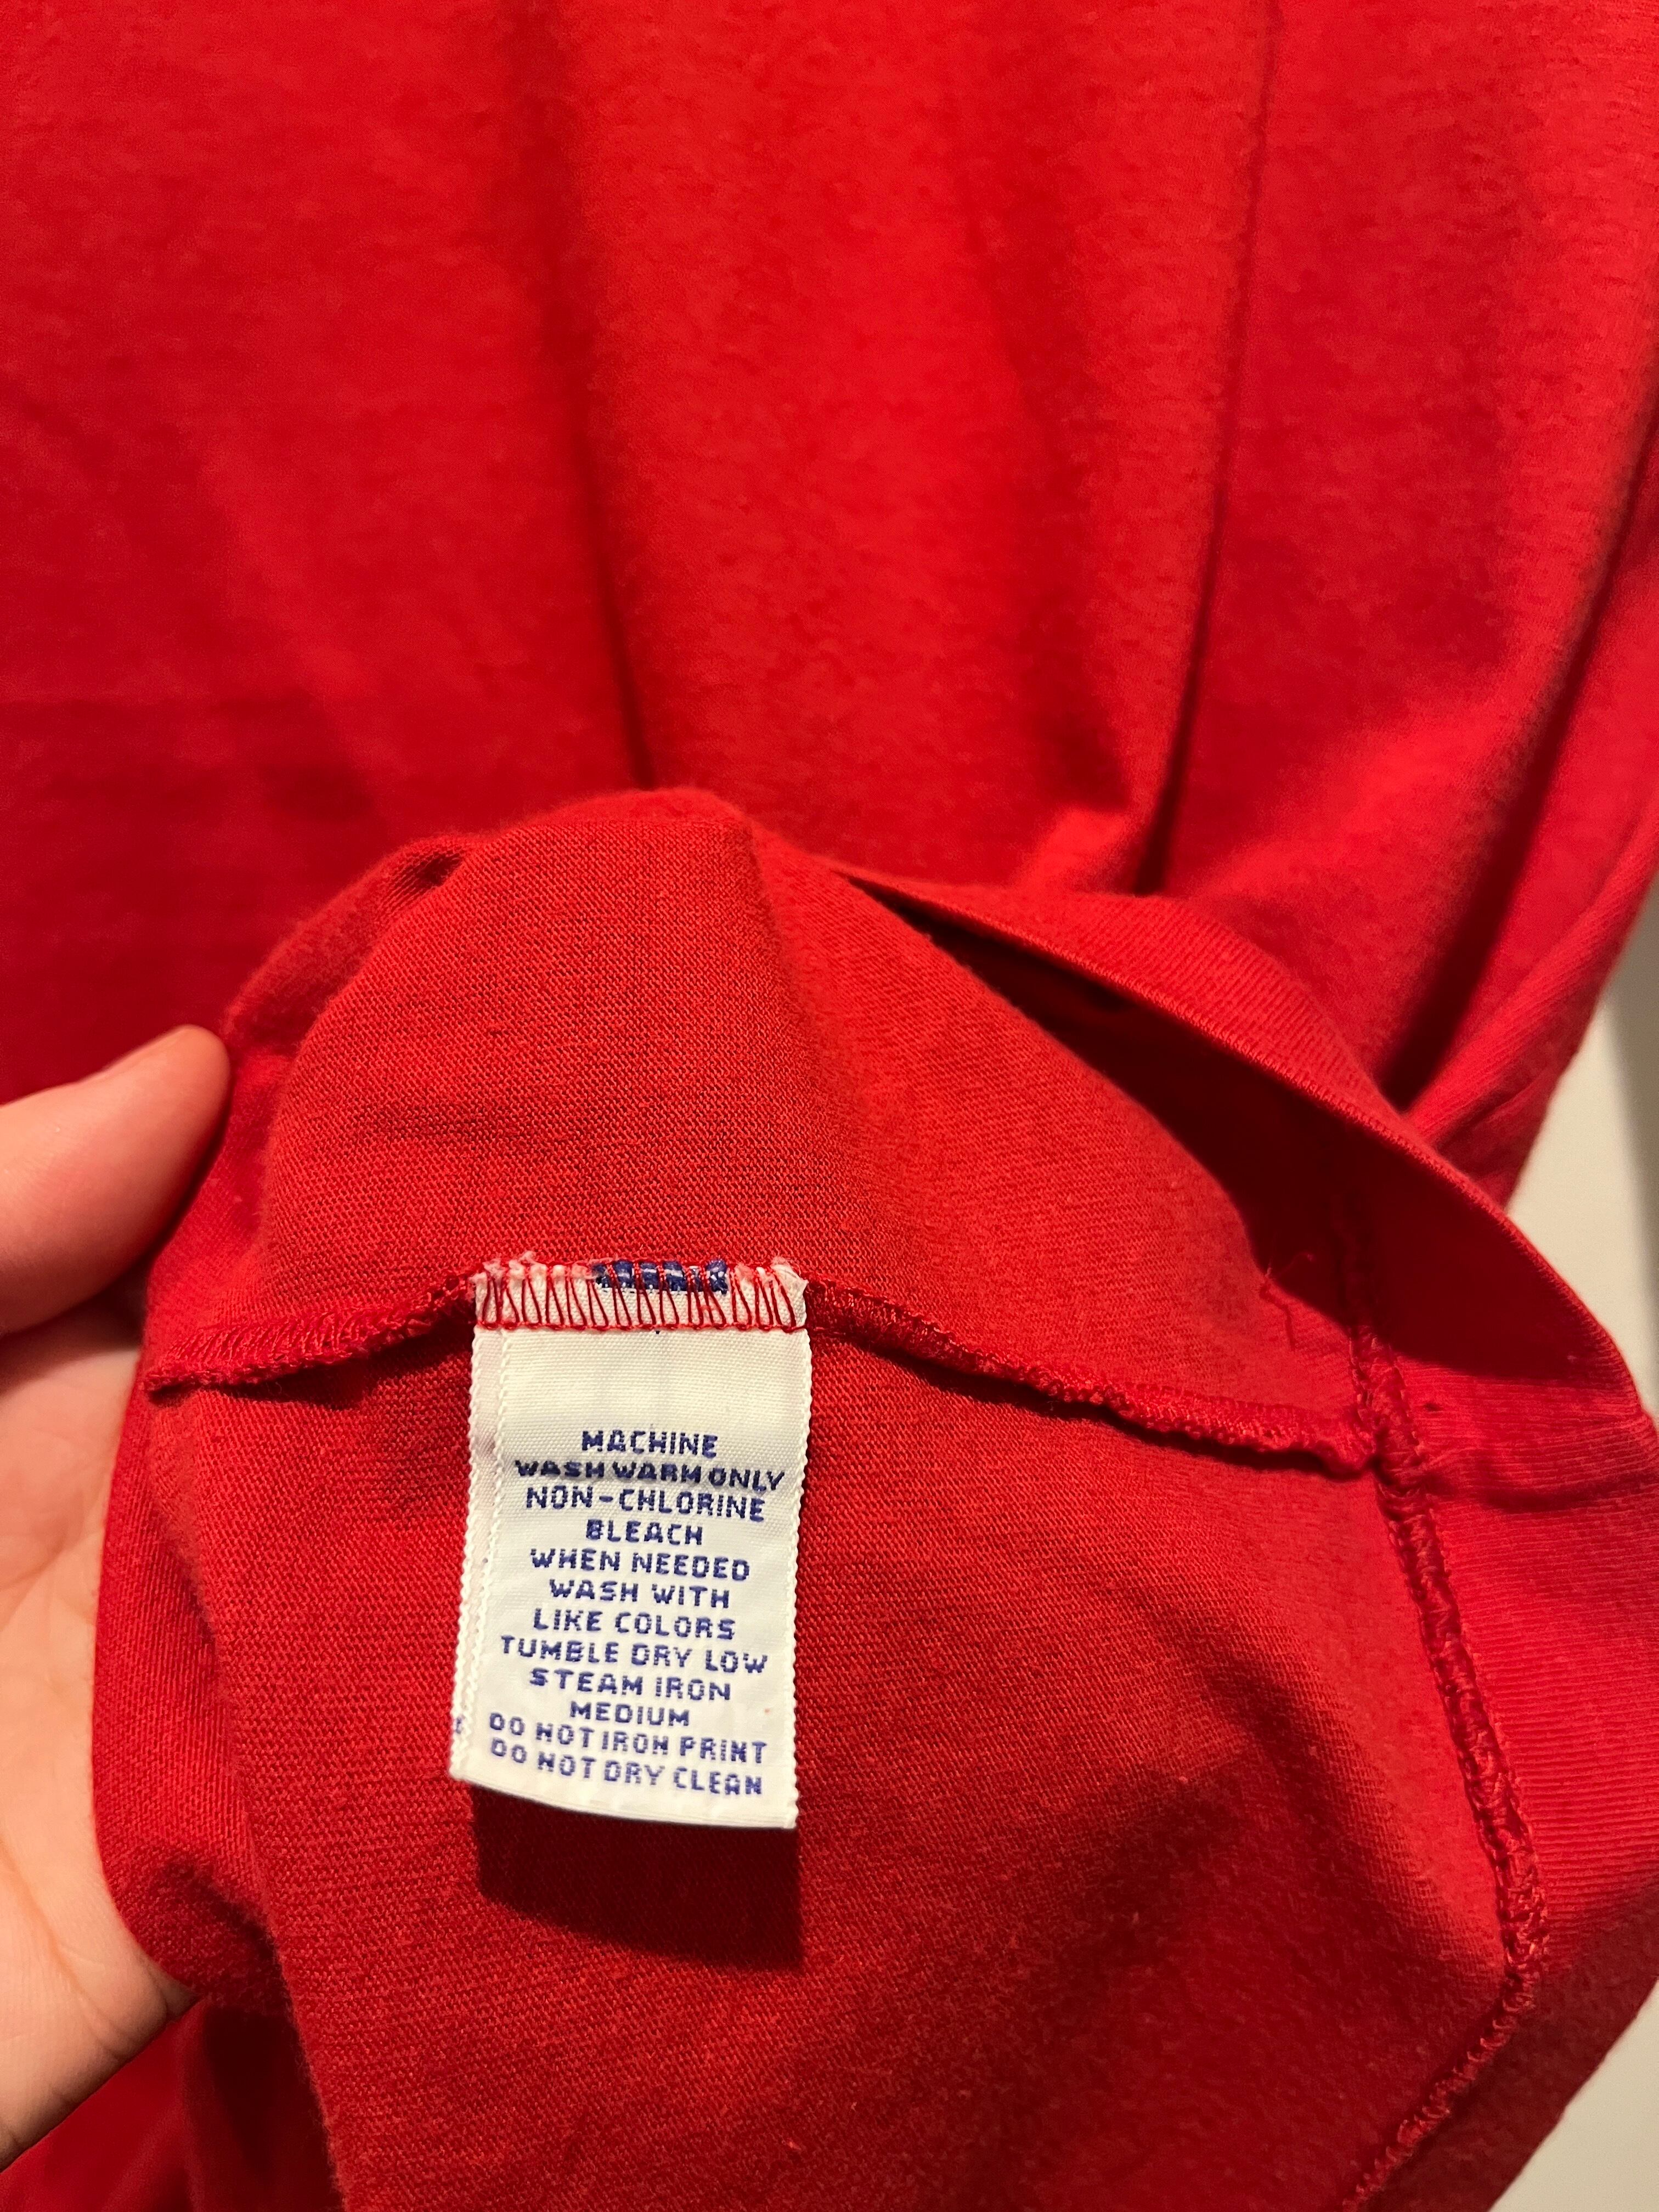 MACHINE
WASH WARM ONLY
NON-CHLORINE
BLEACH
WHEN NEEDED
WASH WITH
LIKE COLORS
TUMBLE DRY LOW
STEAM IRON
MEDIUM
DO NOT IRON PRINT
DO NOT DRY CLEAN